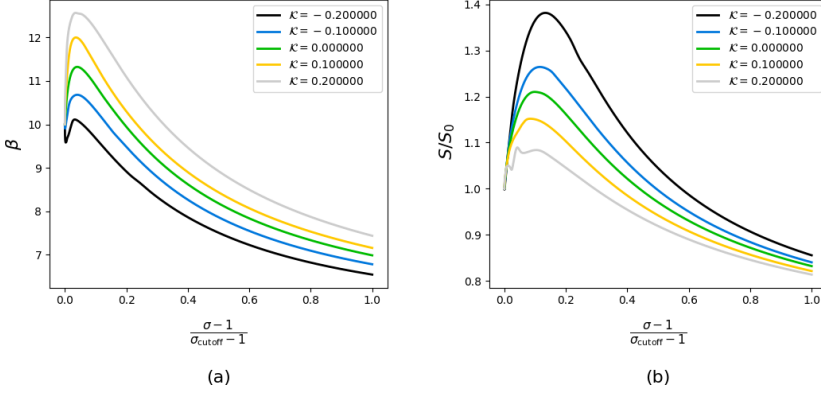 𝒦 = − 0.200000
𝒦 = − 0.100000
𝒦 = 0.000000
𝒦 = 0.100000
𝒦 = 0.200000
12
11
10
9
8
7
β
0.0 0.2 0.4 0.6 0.8 1.0
σ − 1
σcutoff − 1
(a)
𝒦 = − 0.200000
𝒦 = − 0.100000
𝒦 = 0.000000
𝒦 = 0.100000
𝒦 = 0.200000
1.4
1.3
1.2
1.1
1.0
0.9
0.8
S/S0
0.0 0.2 0.4 0.6 0.8 1.0
σ − 1
σcutoff − 1
(b)